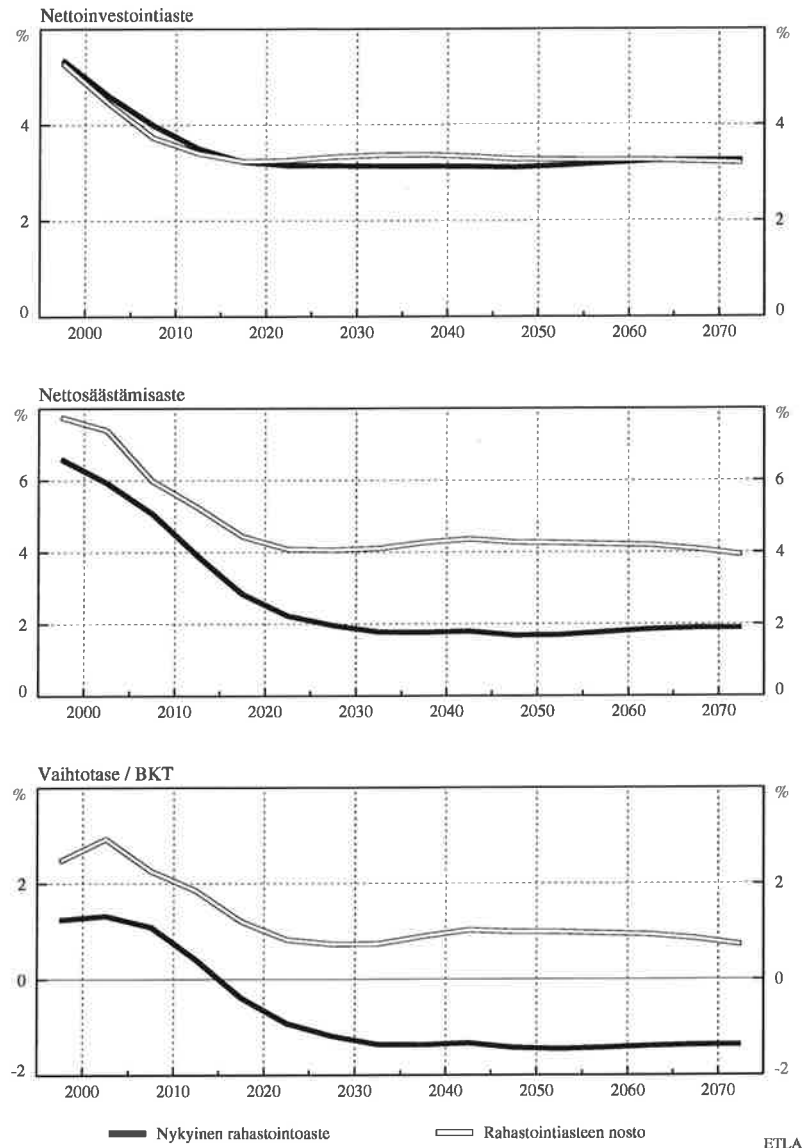 Nettoinvestointiaste
% %
4 4
2 2
0 0
2000 2010 2020 2030 2040 2050 2060 2070
Nettosäästämisaste
% %
6 6
4 4
2 2
0 0
2000 2010 2020 2030 2040 2050 2060 2070
Vaihtotase / BKT
% %
2 2
0 0
-2 -2
2000 2010 2020 2030 2040 2050 2060 2070
Nykyinen rahastointoaste Rahastointiasteen nosto
ETLA